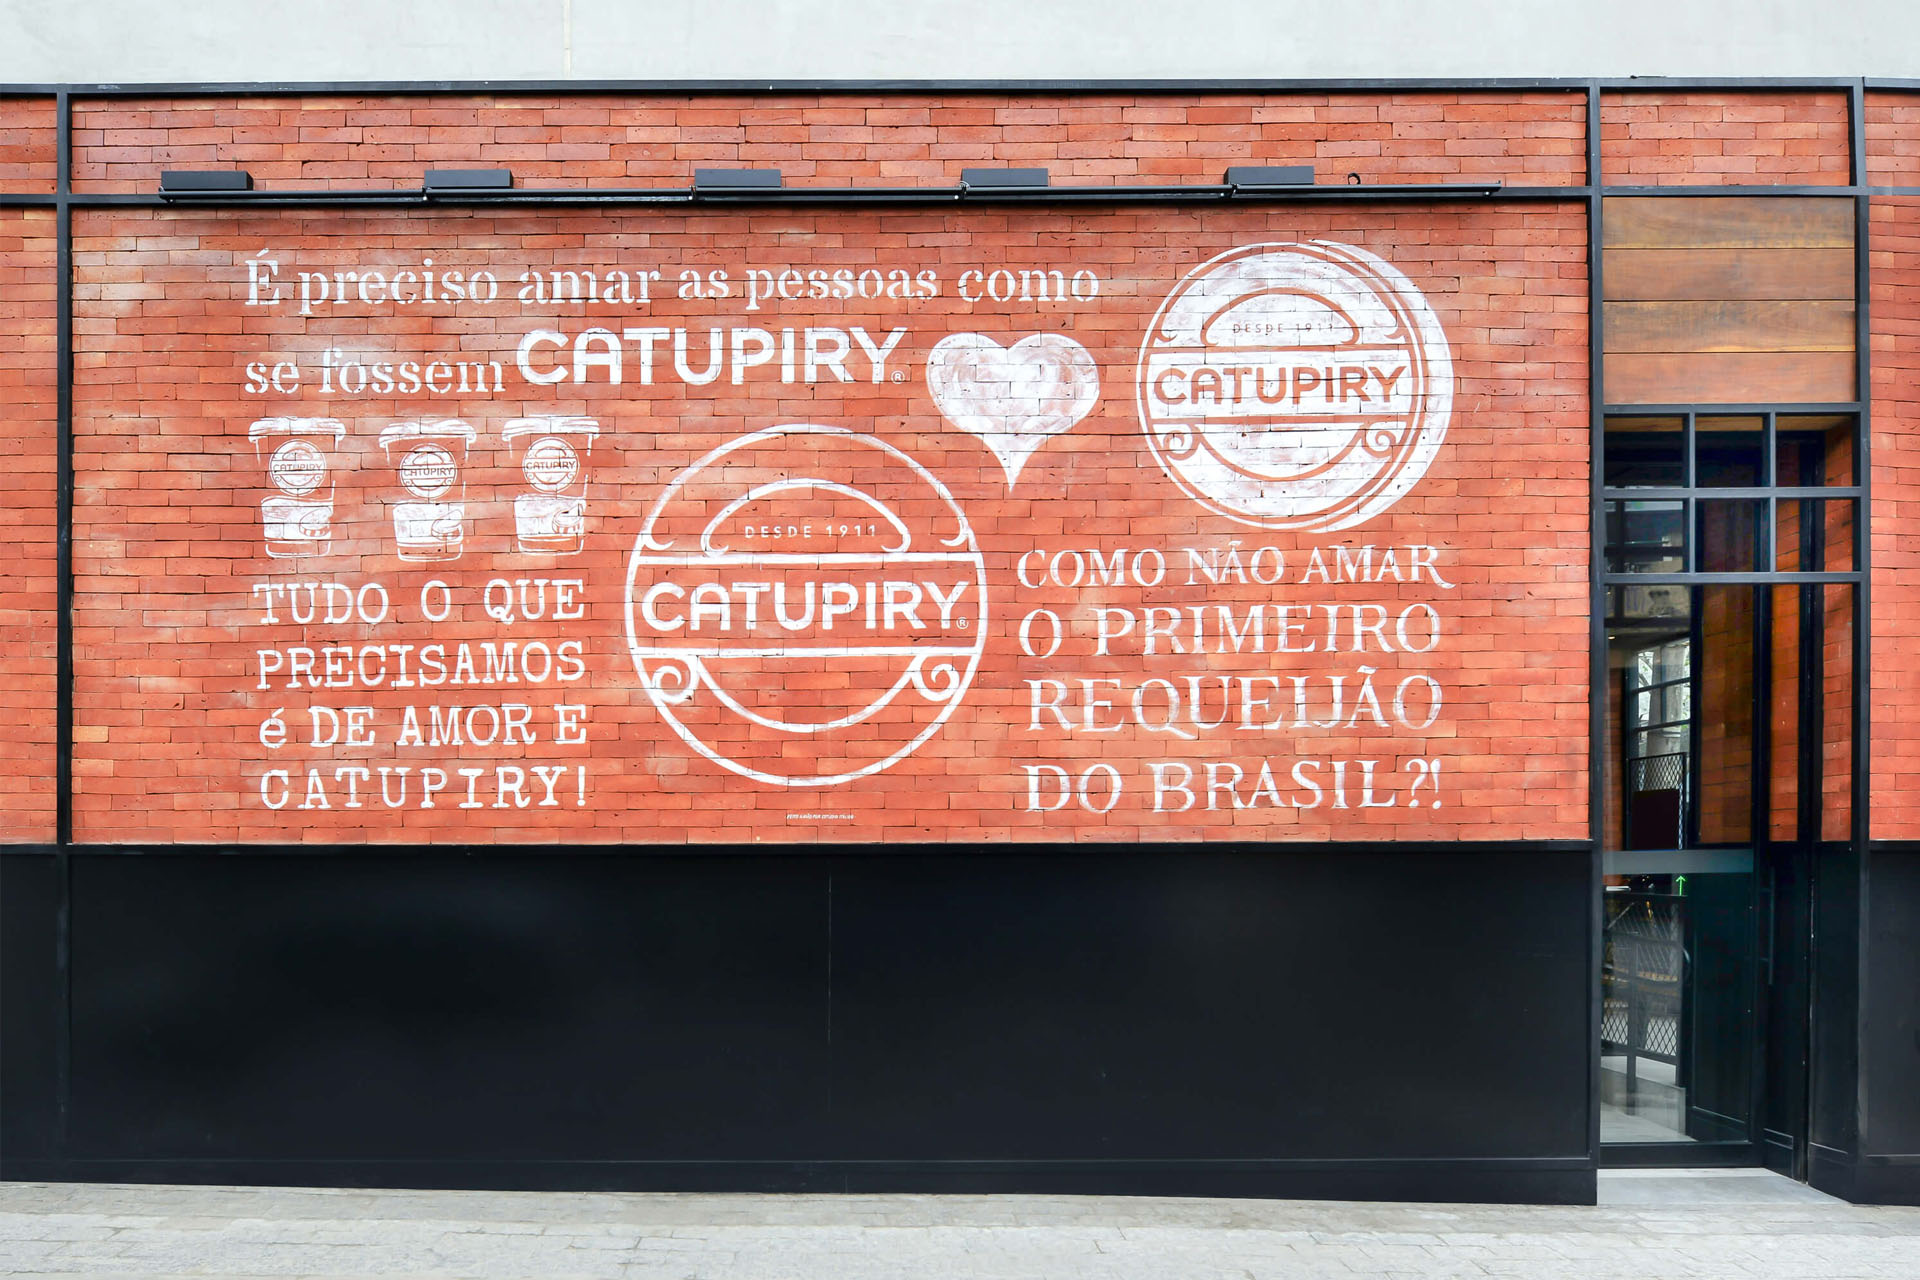 É preciso amar as pessoas como
se fossem CATUPIRY®
DESDE 1911
CATUPIRY
CATUPIRY
CATUPIRY
CATUPIRY
TUDO O QUE
PRECISAMOS
é DE AMOR E
CATUPIRY!
DESDE 1911
CATUPIRY®
COMO NÃO AMAR
O PRIMEIRO
REQUEIJÃO
DO BRASIL?!